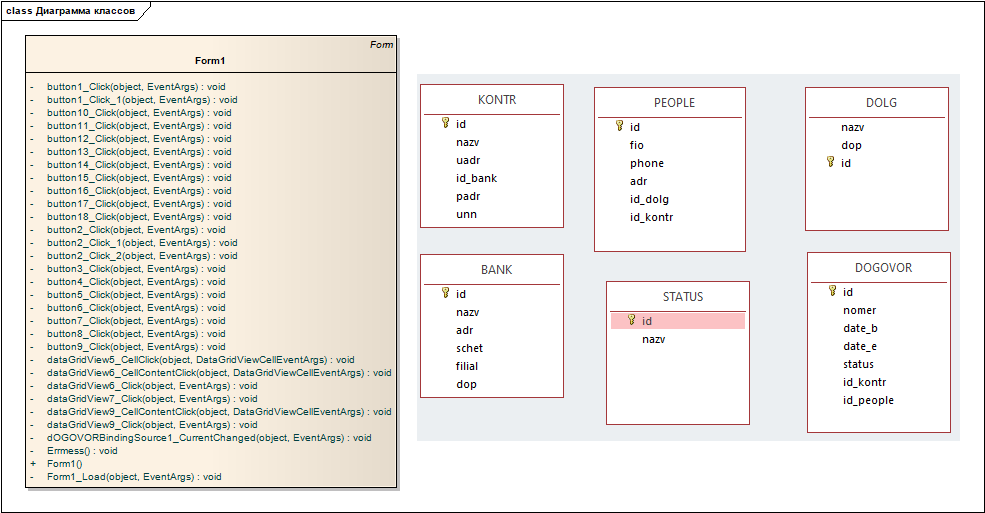 class Диаграмма классов
Form
Form1
- button1_Click(object, EventArgs) : void
- button1_Click_1(object, EventArgs) : void
- button10_Click(object, EventArgs) : void
- button11_Click(object, EventArgs) : void
- button12_Click(object, EventArgs) : void
- button13_Click(object, EventArgs) : void
- button14_Click(object, EventArgs) : void
- button15_Click(object, EventArgs) : void
- button16_Click(object, EventArgs) : void
- button17_Click(object, EventArgs) : void
- button18_Click(object, EventArgs) : void
- button2_Click(object, EventArgs) : void
- button2_Click_1(object, EventArgs) : void
- button2_Click_2(object, EventArgs) : void
- button3_Click(object, EventArgs) : void
- button4_Click(object, EventArgs) : void
- button5_Click(object, EventArgs) : void
- button6_Click(object, EventArgs) : void
- button7_Click(object, EventArgs) : void
- button8_Click(object, EventArgs) : void
- button9_Click(object, EventArgs) : void
- dataGridView5_CellClick(object, DataGridViewCellEventArgs) : void
- dataGridView6_CellContentClick(object, DataGridViewCellEventArgs) : void
- dataGridView6_Click(object, EventArgs) : void
- dataGridView7_Click(object, EventArgs) : void
- dataGridView9_CellContentClick(object, DataGridViewCellEventArgs) : void
- dataGridView9_Click(object, EventArgs) : void
- dOGOVORBindingSource1_CurrentChanged(object, EventArgs) : void
- Errmess() : void
+ Form1()
- Form1_Load(object, EventArgs) : void
KONTR
id
nazv
uadr
id_bank
padr
unn
PEOPLE
id
fio
phone
adr
id_dolg
id_kontr
DOLG
nazv
dop
id
BANK
id
nazv
adr
schet
filial
dop
STATUS
id
nazv
DOGOVOR
id
nomer
date_b
date_e
status
id_kontr
id_people